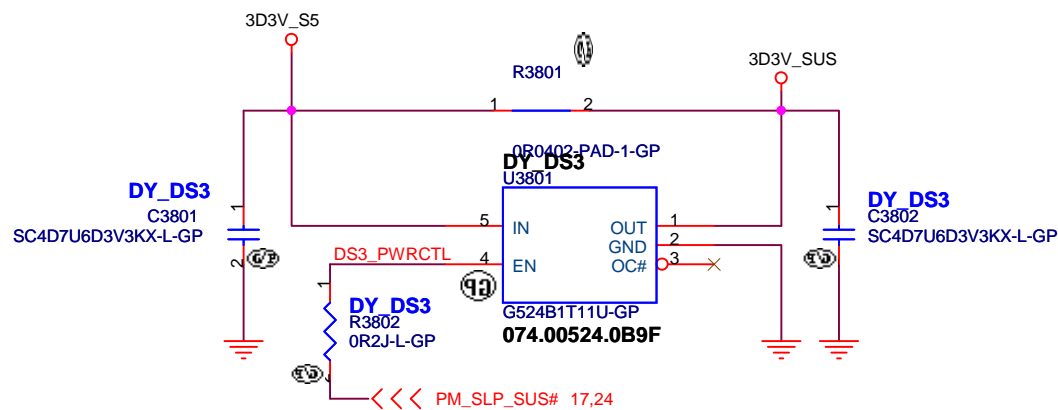 3D3V_S5
3D3V_SUS
R3801
1
2
0R0402-PAD-1-GP
DY_DS3
U3801
DY_DS3
C3801
SC4D7U6D3V3KX-L-GP
1
2
5
IN
OUT
1
GND
2
DS3_PWRCTL
4
EN
OC#
3
DY_DS3
C3802
SC4D7U6D3V3KX-L-GP
1
1
DY_DS3
R3802
0R2J-L-GP
G524B1T11U-GP
074.00524.0B9F
GP
PM_SLP_SUS# 17,24